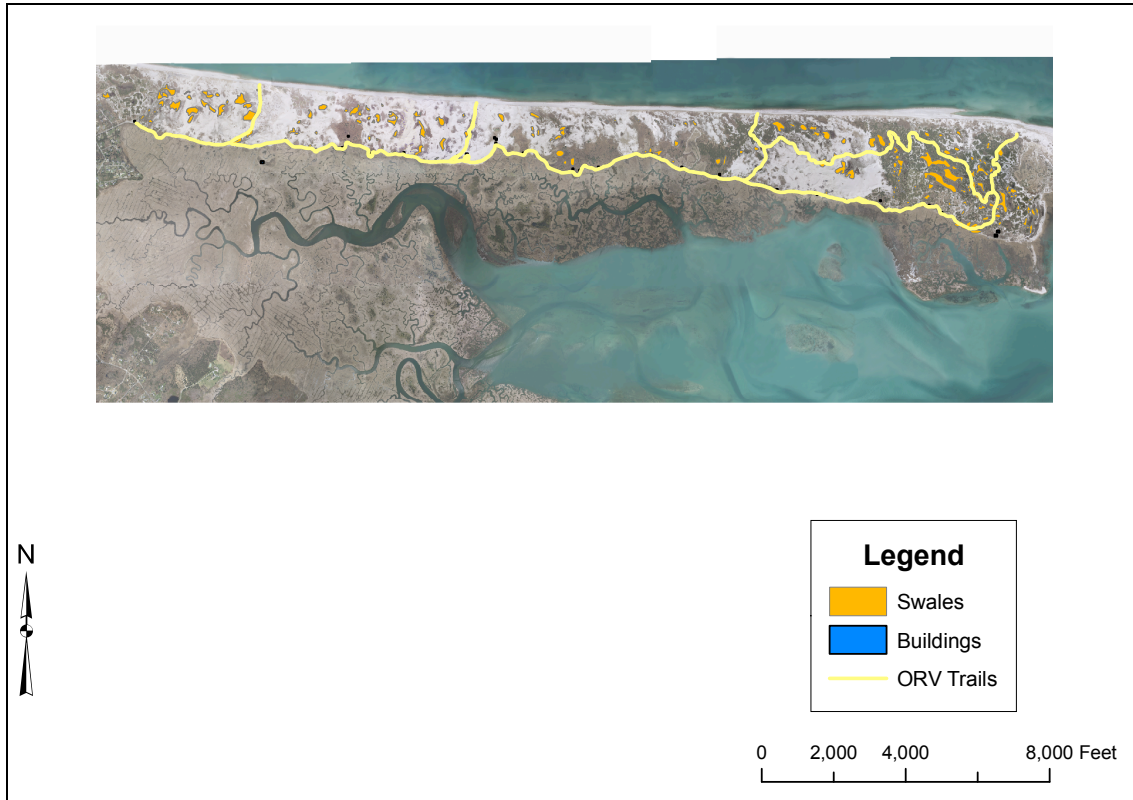 N
Legend
Swales
Buildings
ORV Trails
0 2,000 4,000 8,000 Feet